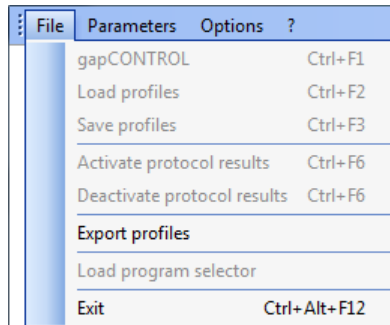 File Parameters Options ?
gapCONTROL Ctrl+F1
Load profiles Ctrl+F2
Save profiles Ctrl+F3
Activate protocol results Ctrl+F6
Deactivate protocol results Ctrl+F6
Export profiles
Load program selector
Exit Ctrl+Alt+F12